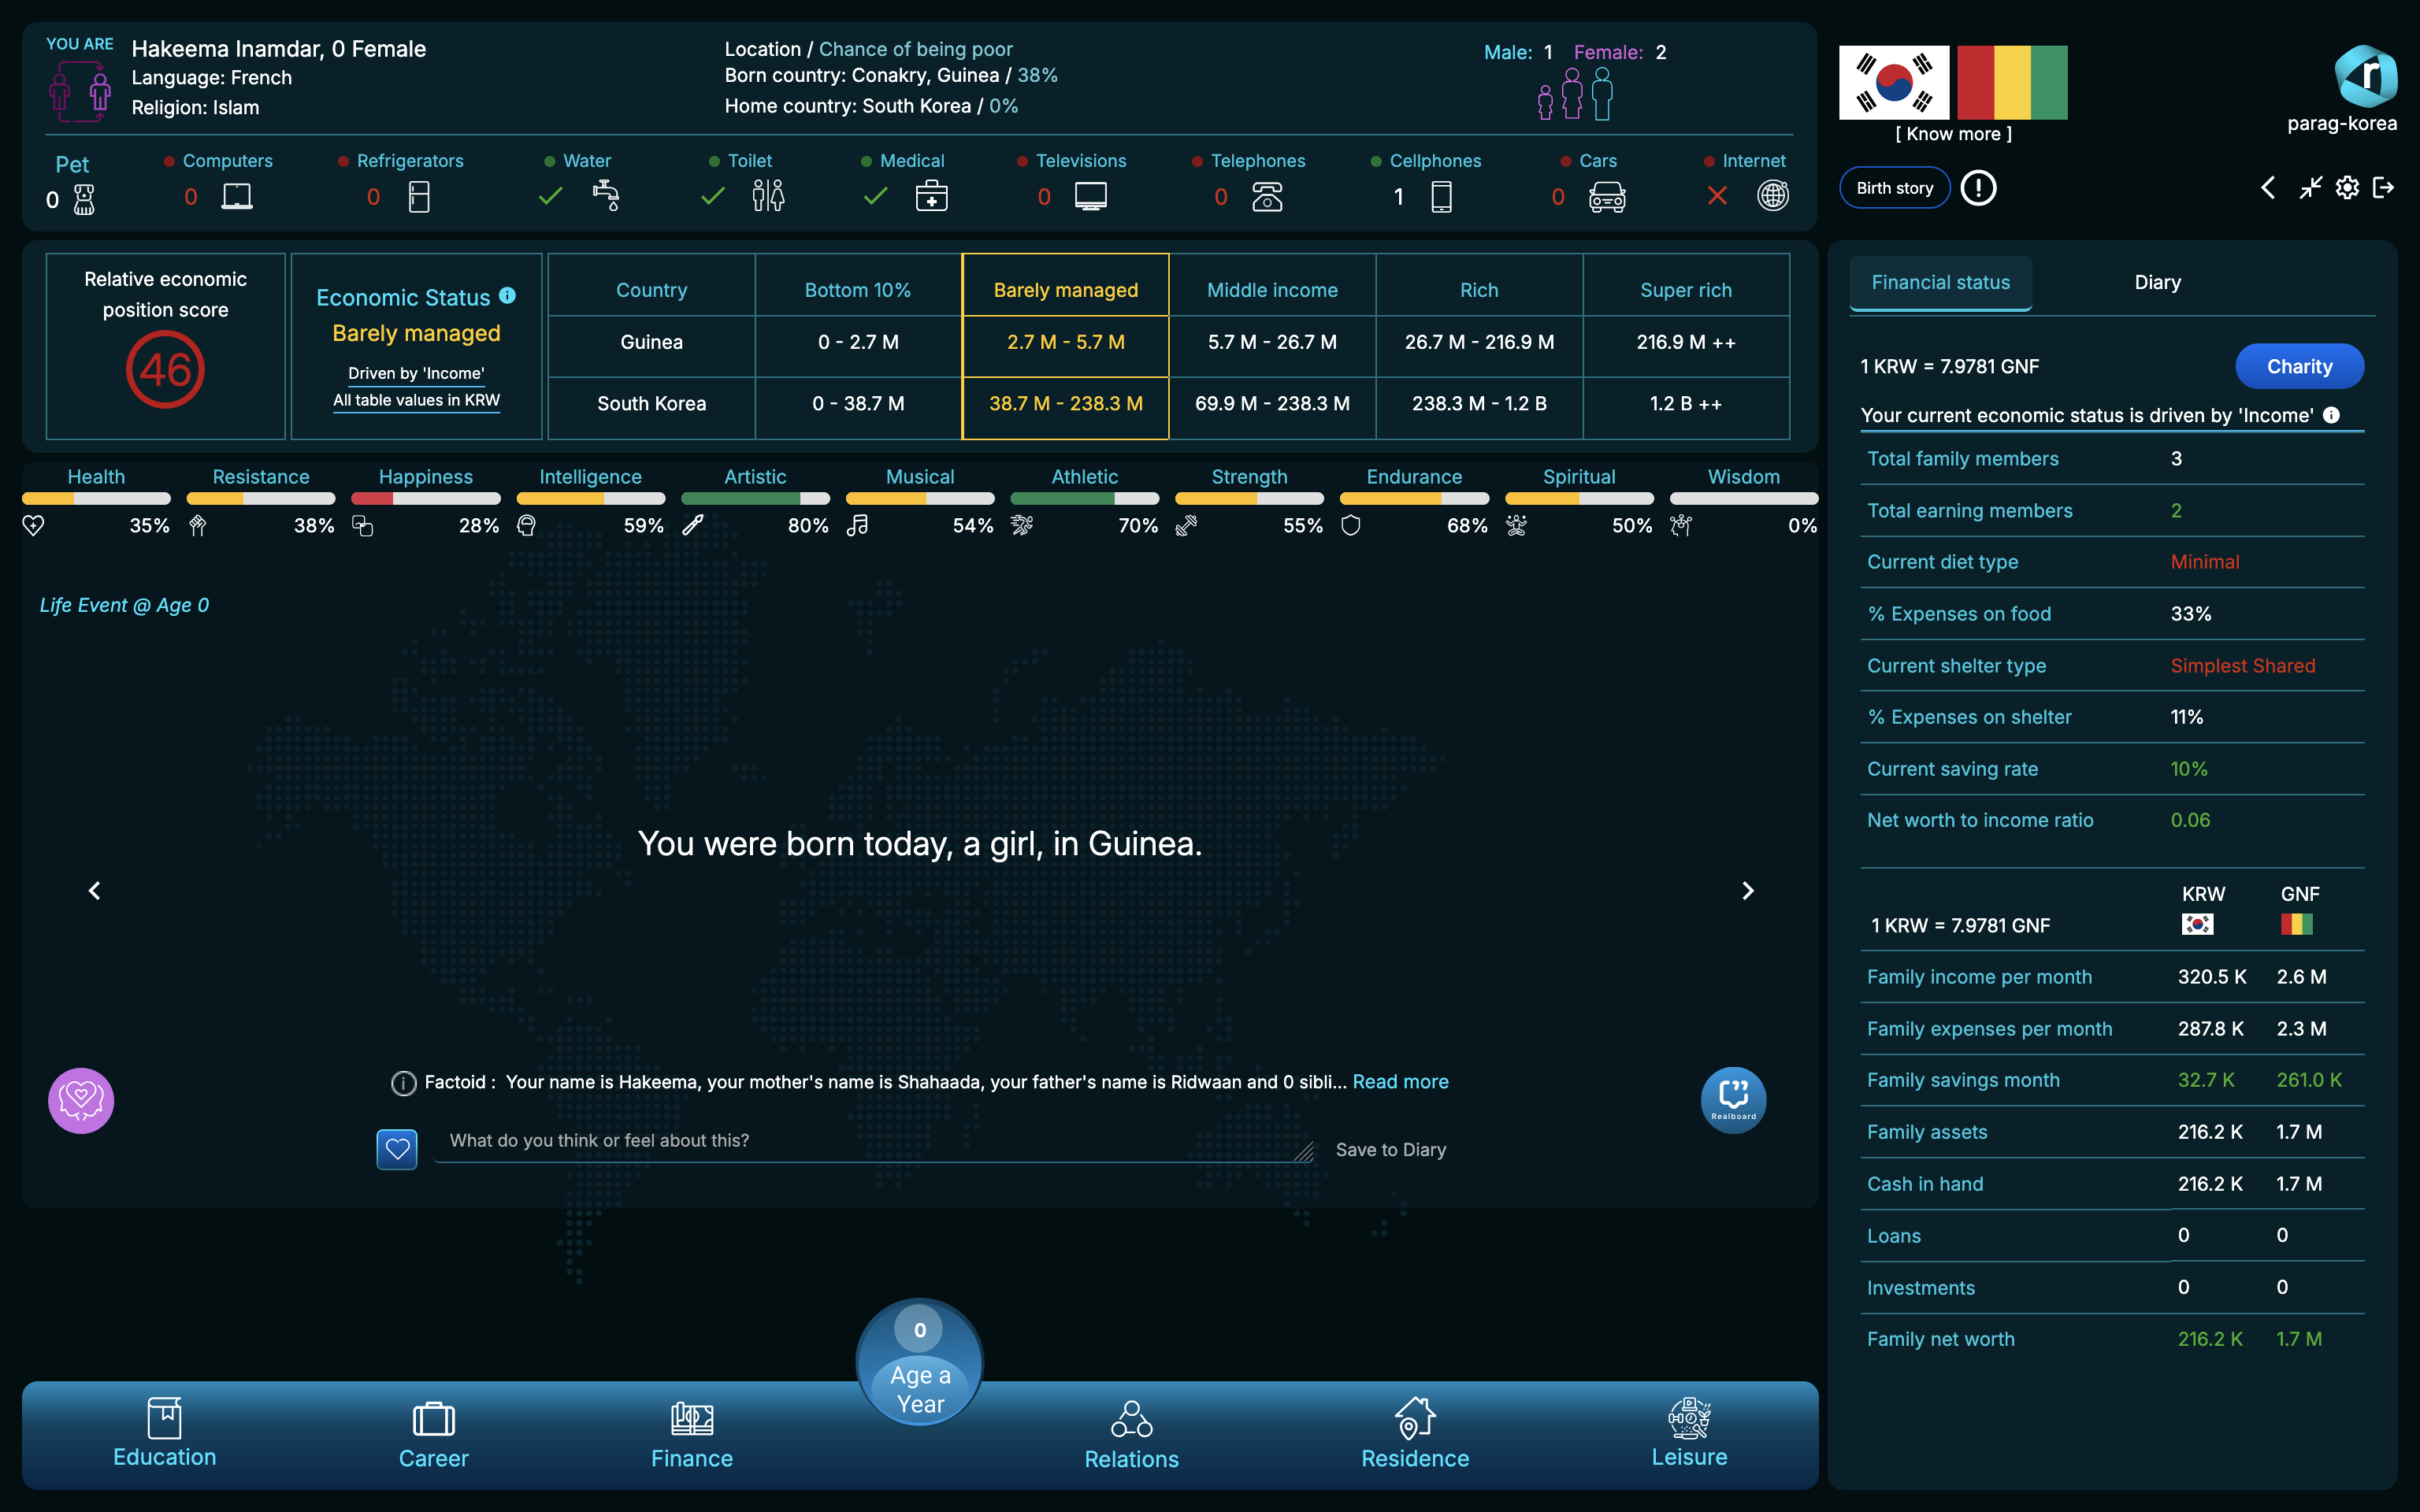 YOU ARE
Hakeema Inamdar, 0 Female
Language: French
Religion: Islam
Location / Chance of being poor
Born country: Conakry, Guinea / 38%
Home country: South Korea / 0%
Male: 1 Female: 2
[ Know more ]
r
parag-korea
Birth story
Pet
0
Computers
0
Refrigerators
0
Water
Toilet
Medical
Televisions
0
Telephones
0
Cellphones
1
Cars
0
Internet
Relative economic
position score
46
Economic Status
Barely managed
Driven by 'Income'
All table values in KRW
Country Bottom 10% Barely managed Middle income Rich Super rich
Guinea 0 - 2.7 M 2.7 M - 5.7 M 5.7 M - 26.7 M 26.7 M - 216.9 M 216.9 M ++
South Korea 0 - 38.7 M 38.7 M - 238.3 M 69.9 M - 238.3 M 238.3 M - 1.2 B 1.2 B ++
Health Resistance Happiness Intelligence Artistic Musical Athletic Strength Endurance Spiritual Wisdom
35% 38% 28% 59% 80% 54% 70% 55% 68% 50% 0%
Life Event @ Age 0
You were born today, a girl, in Guinea.
Factoid : Your name is Hakeema, your mother's name is Shahaada, your father's name is Ridwaan and 0 sibli... Read more
What do you think or feel about this?
Save to Diary
Realboard
0
Age a
Year
Education
Career
Finance
Relations
Residence
Leisure
Financial status
Diary
1 KRW = 7.9781 GNF
Charity
Your current economic status is driven by 'Income'
Total family members 3
Total earning members 2
Current diet type Minimal
% Expenses on food 33%
Current shelter type Simplest Shared
% Expenses on shelter 11%
Current saving rate 10%
Net worth to income ratio 0.06
KRW GNF
1 KRW = 7.9781 GNF
Family income per month 320.5 K 2.6 M
Family expenses per month 287.8 K 2.3 M
Family savings month 32.7 K 261.0 K
Family assets 216.2 K 1.7 M
Cash in hand 216.2 K 1.7 M
Loans 0 0
Investments 0 0
Family net worth 216.2 K 1.7 M